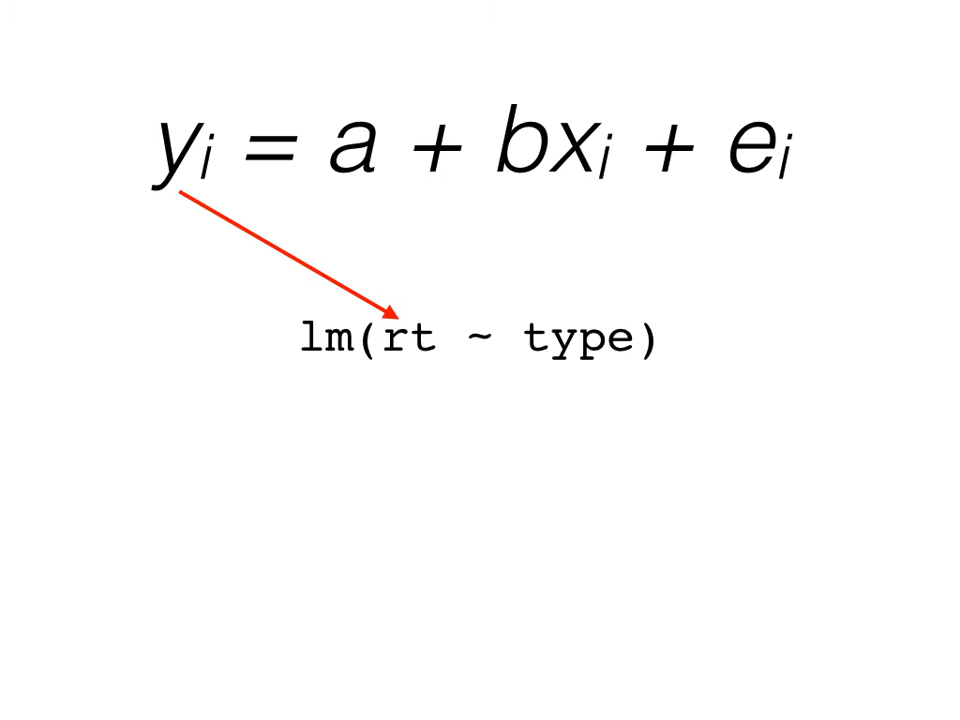 yi = a + bxi + ei
lm(rt ~ type)